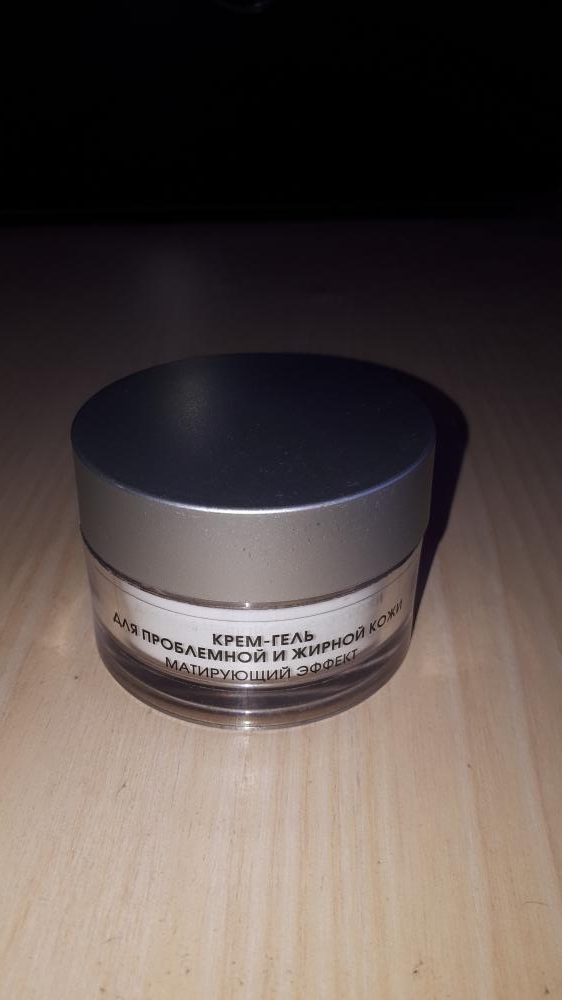 КРЕМ-ГЕЛЬ
ДЛЯ ПРОБЛЕМНОЙ И ЖИРНОЙ КОЖИ
МАТИРУЮЩИЙ ЭФФЕКТ